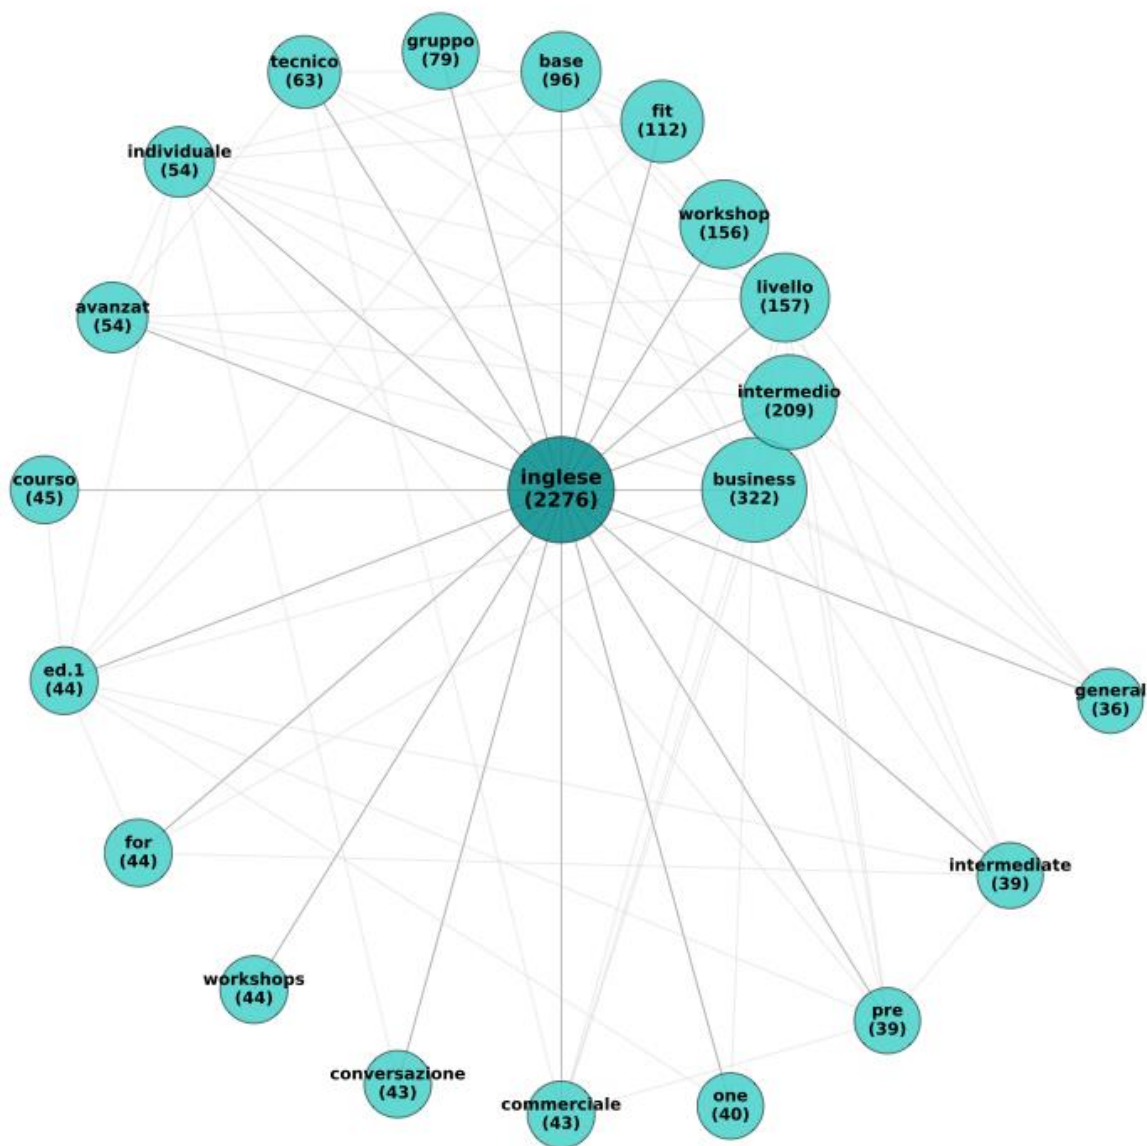 gruppo
(79)
base
(96)
tecnico
(63)
fit
(112)
individuale
(54)
workshop
(156)
livello
(157)
avanzat
(54)
intermedio
(209)
inglese
(2276)
business
(322)
courso
(45)
ed.1
(44)
general
(36)
for
(44)
intermediate
(39)
workshops
(44)
pre
(39)
conversazione
(43)
commerciale
(43)
one
(40)